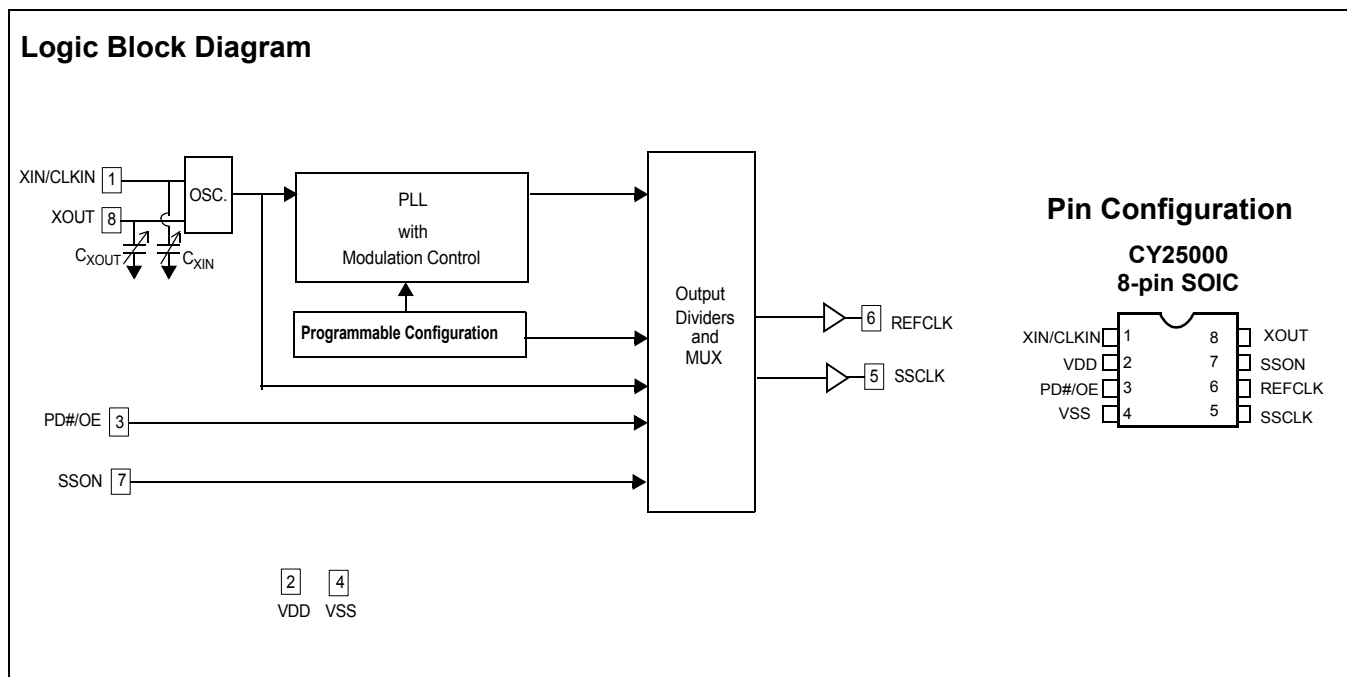 Logic Block Diagram
XIN/CLKIN 1
XOUT 8
C_XOUT
C_XIN
OSC.
PLL
with
Modulation Control
Programmable Configuration
PD#/OE 3
SSON 7
Output
Dividers
and
MUX
6 REFCLK
5 SSCLK
2 4
VDD VSS
Pin Configuration
CY25000
8-pin SOIC
XIN/CLKIN 1 8 XOUT
VDD 2 7 SSON
PD#/OE 3 6 REFCLK
VSS 4 5 SSCLK